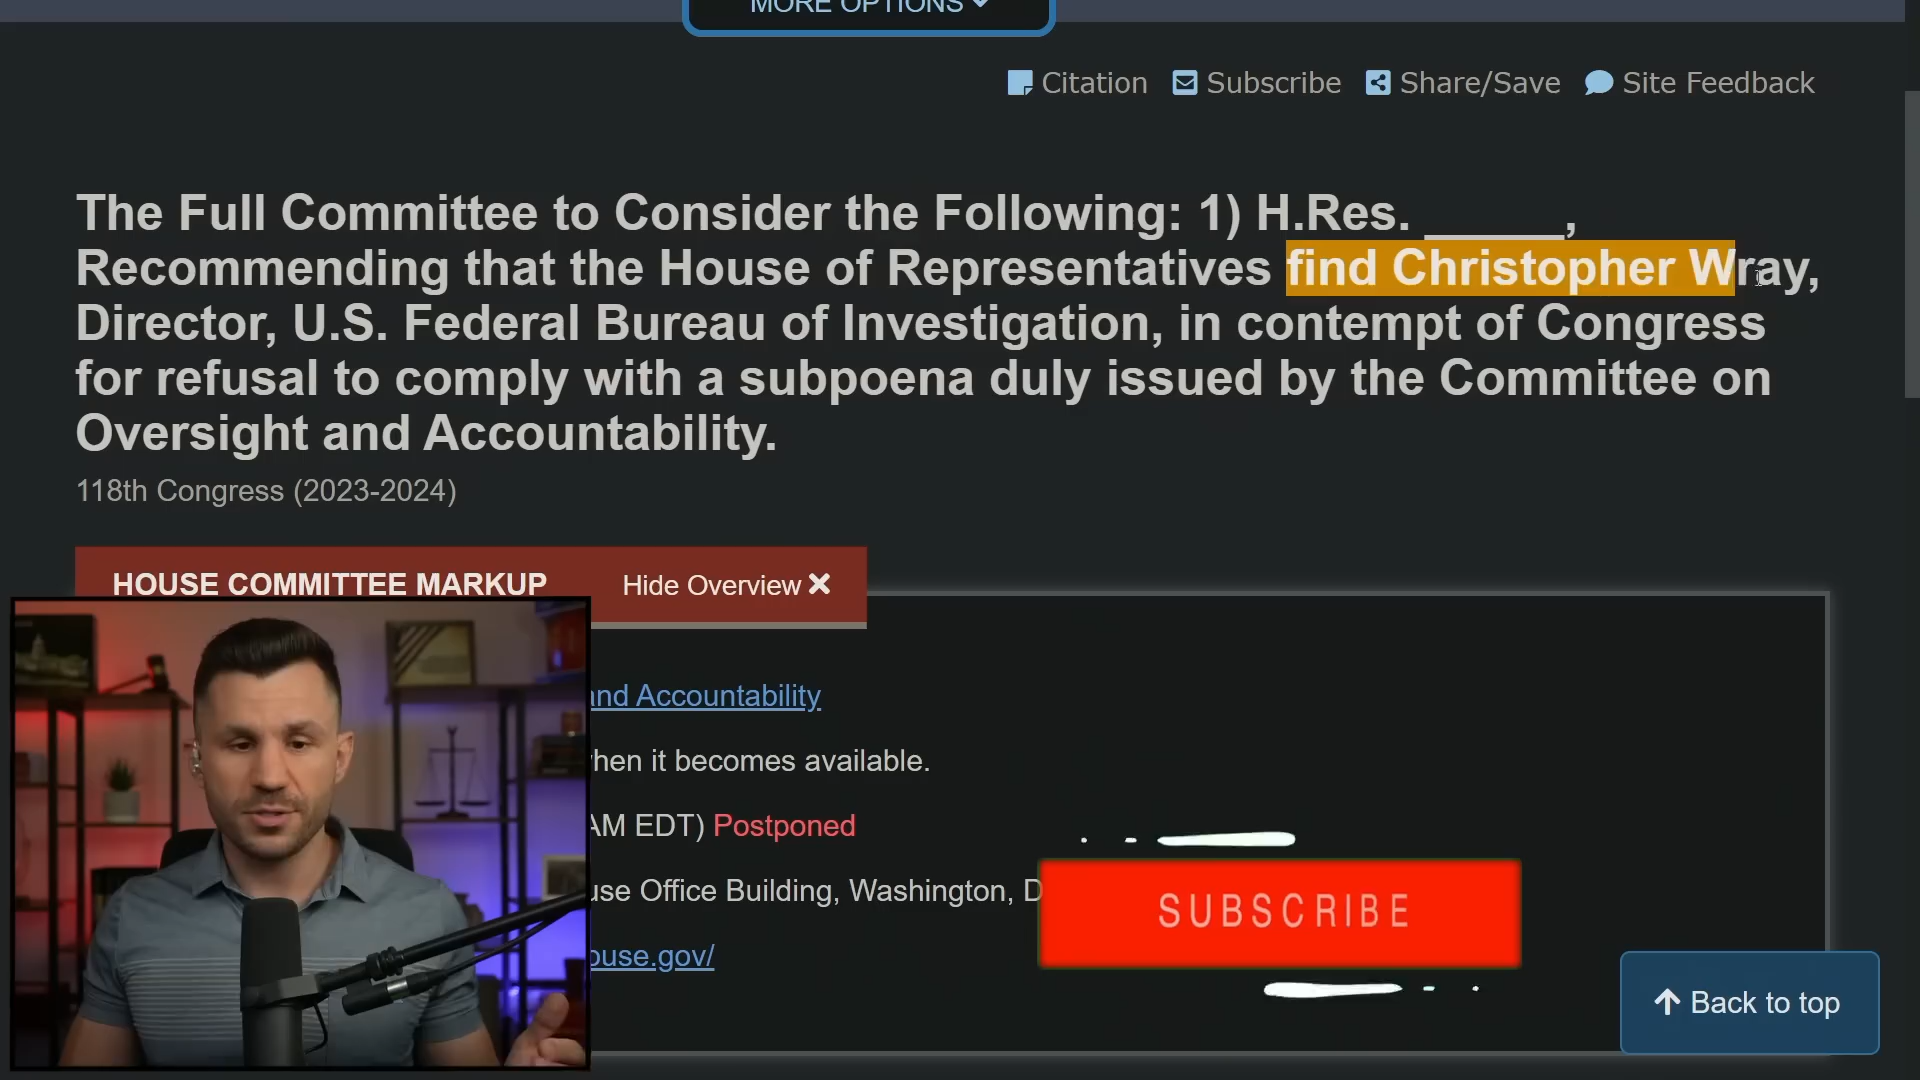 MORE OPTIONS
Citation Subscribe Share/Save Site Feedback
The Full Committee to Consider the Following: 1) H.Res. _____,
Recommending that the House of Representatives find Christopher Wray,
Director, U.S. Federal Bureau of Investigation, in contempt of Congress
for refusal to comply with a subpoena duly issued by the Committee on
Oversight and Accountability.
118th Congress (2023-2024)
HOUSE COMMITTEE MARKUP Hide Overview
and Accountability
when it becomes available.
AM EDT) Postponed
Office Building, Washington, D
SUBSCRIBE
ouse.gov/
Back to top